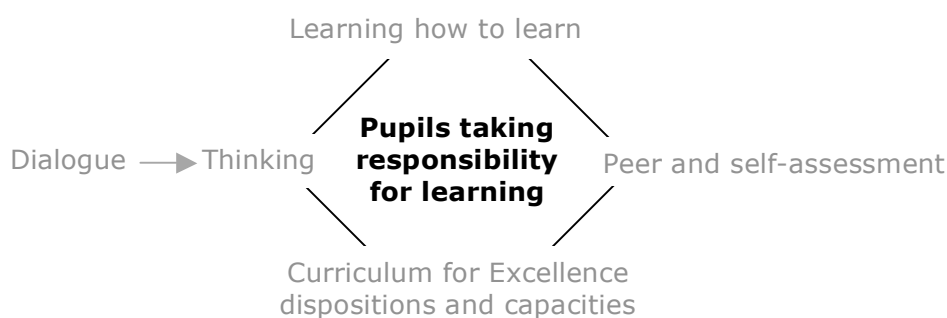 Learning how to learn
Pupils taking
responsibility
for learning
Dialogue
Thinking
Peer and self-assessment
Curriculum for Excellence
dispositions and capacities